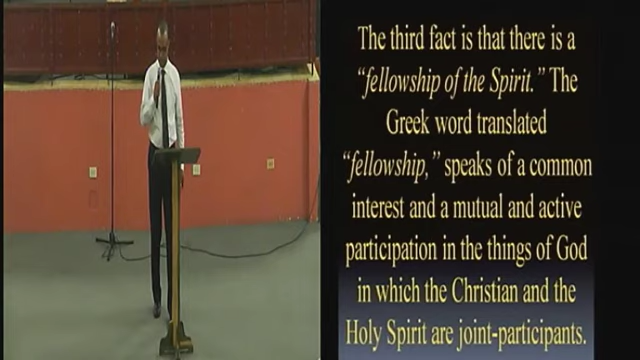 The third fact is that there is a
“fellowship of the Spirit.” The
Greek word translated
“fellowship,” speaks of a common
interest and a mutual and active
participation in the things of God
in which the Christian and the
Holy Spirit are joint-participants.